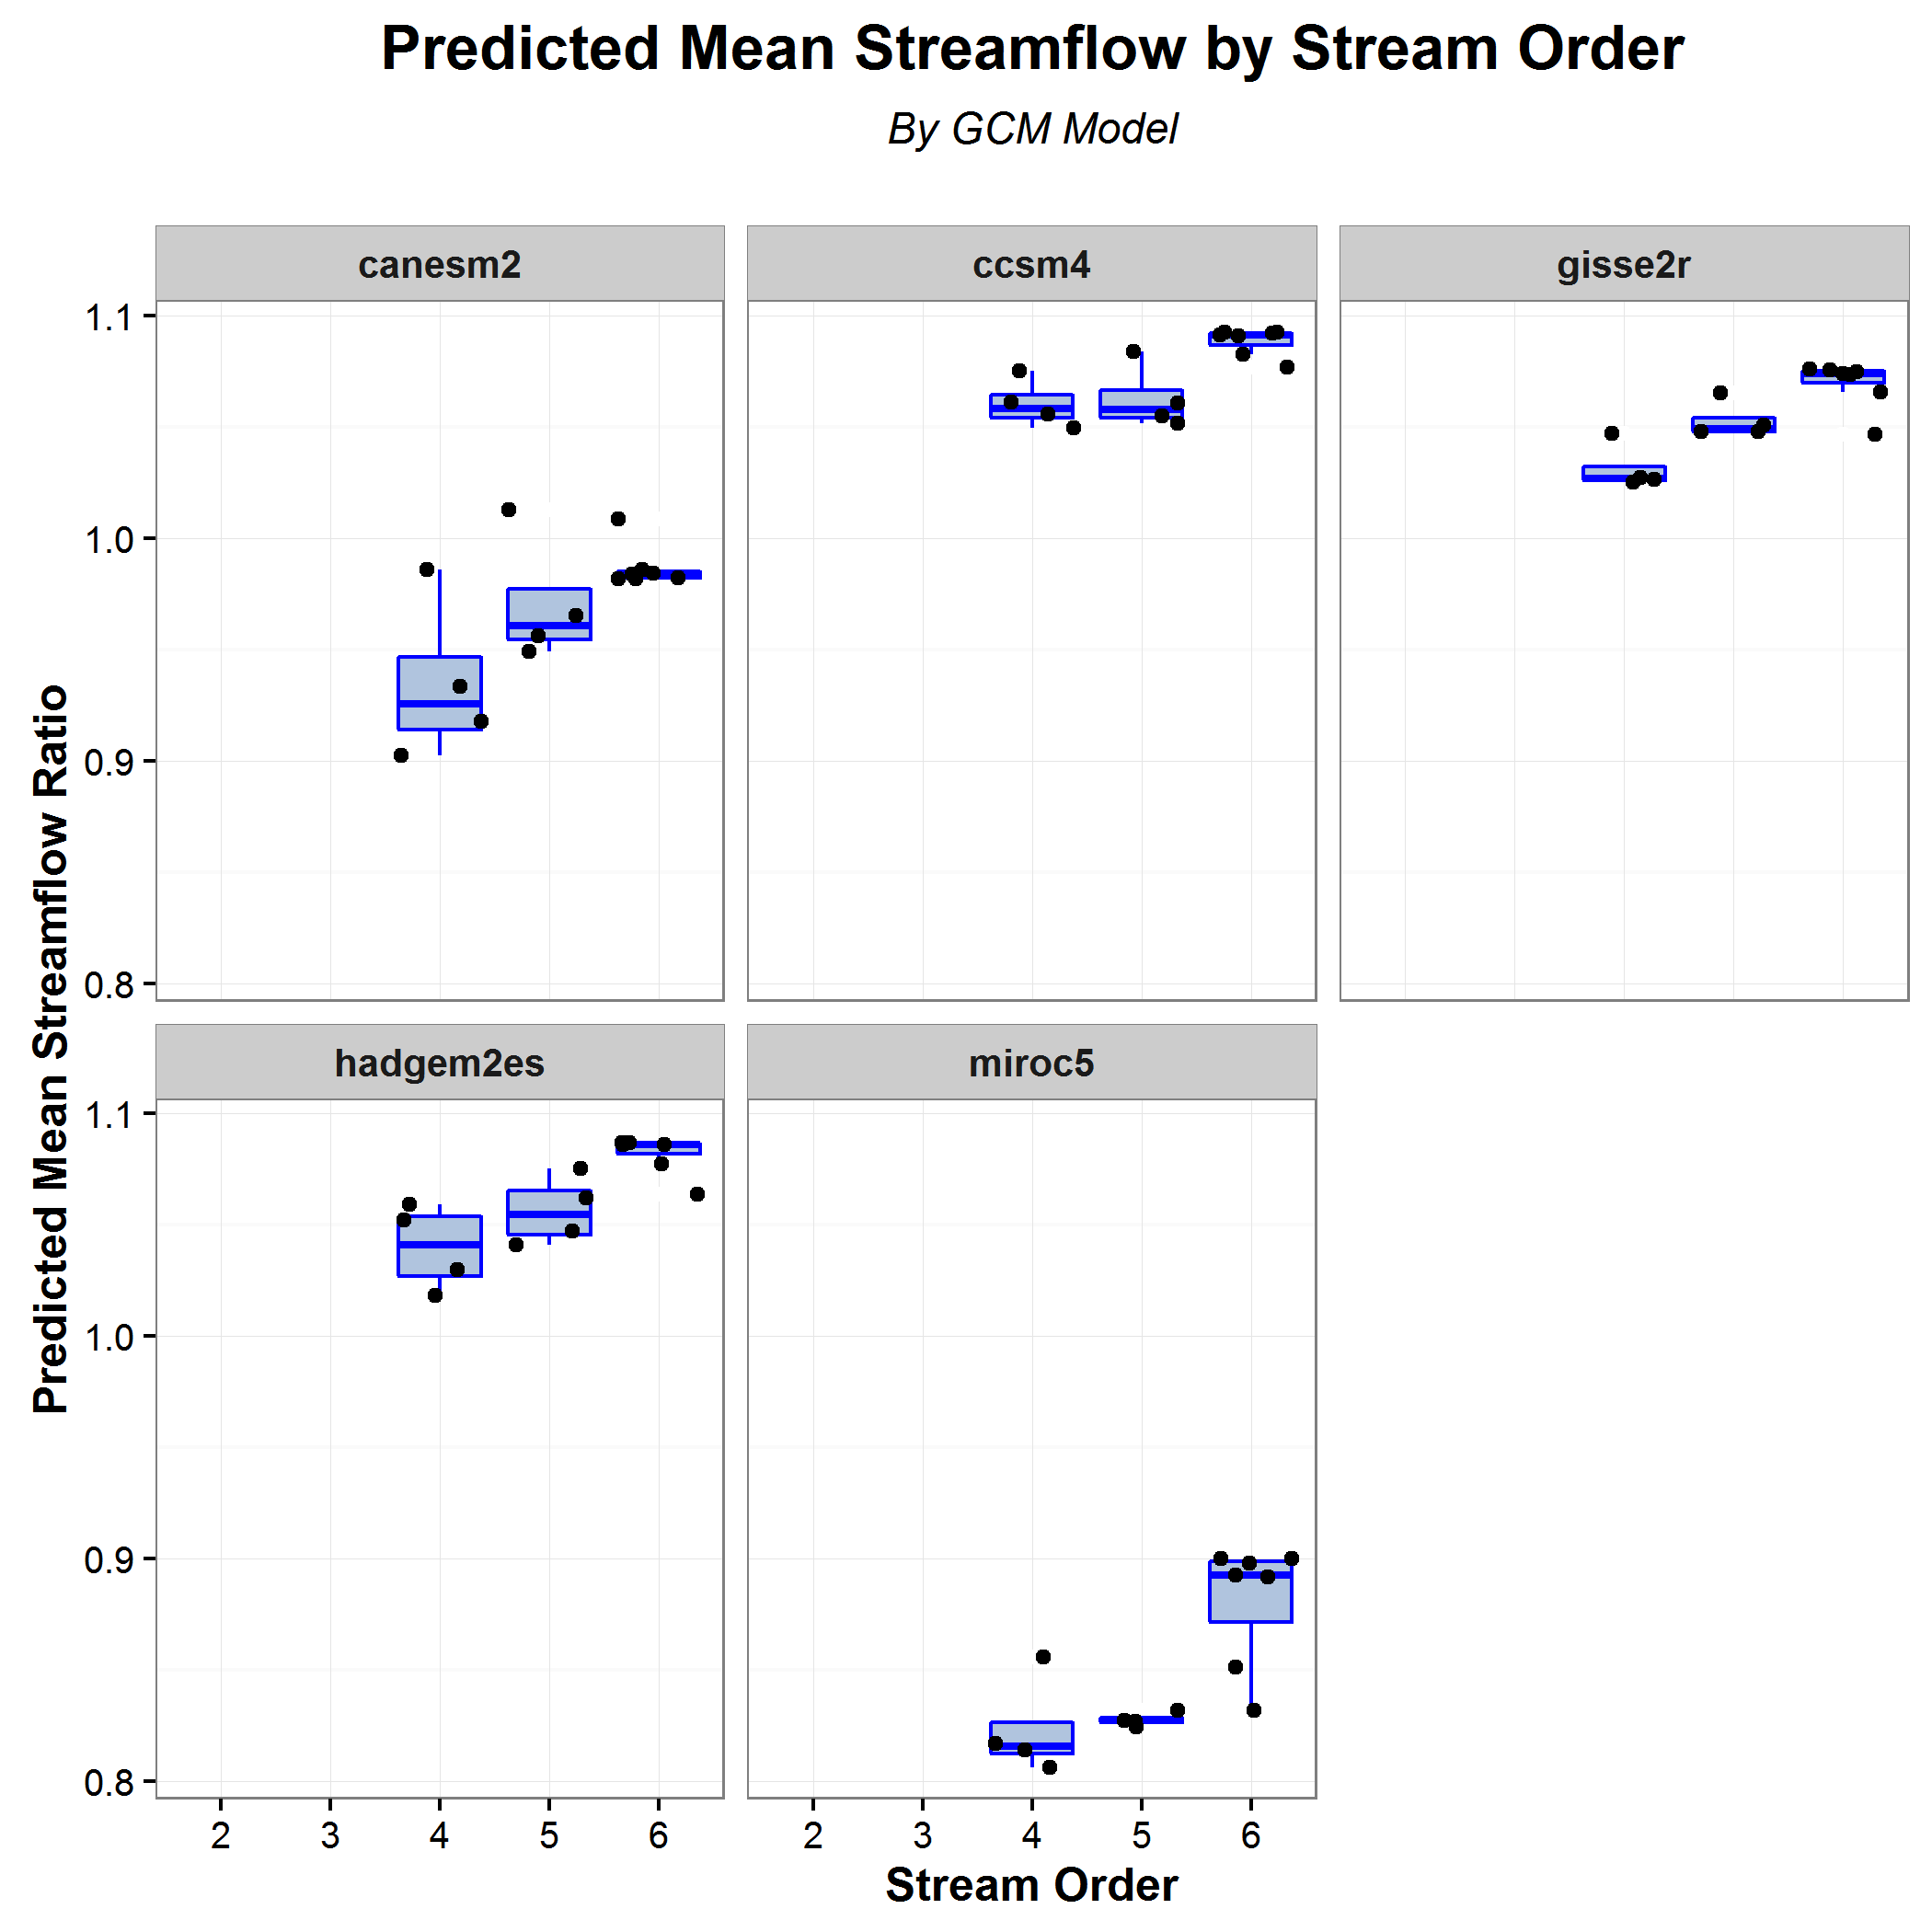 Predicted Mean Streamflow by Stream Order
By GCM Model
canesm2
ccsm4
gisse2r
1.1
1.0
0.9
0.8
Predicted Mean Streamflow Ratio
hadgem2es
miroc5
1.1
1.0
0.9
0.8
2 3 4 5 6
2 3 4 5 6
Stream Order